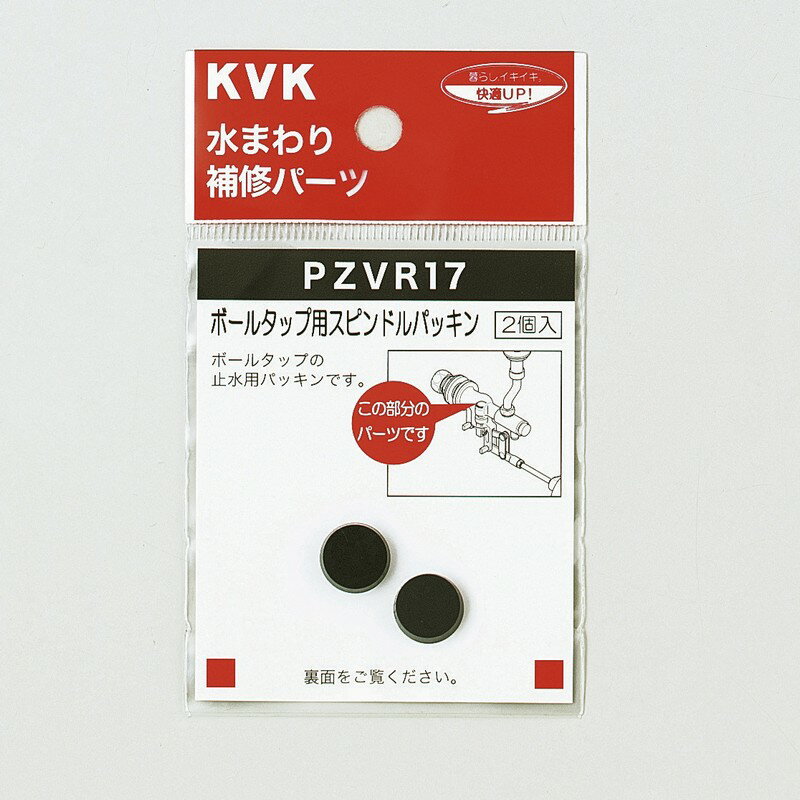 KVK
暮らし、イキイキ。
快適UP!
水まわり
補修パーツ
PZVR17
ボールタップ用スピンドルパッキン 2個入
ボールタップの
止水用パッキンです。
この部分の
パーツです
裏面をご覧ください。